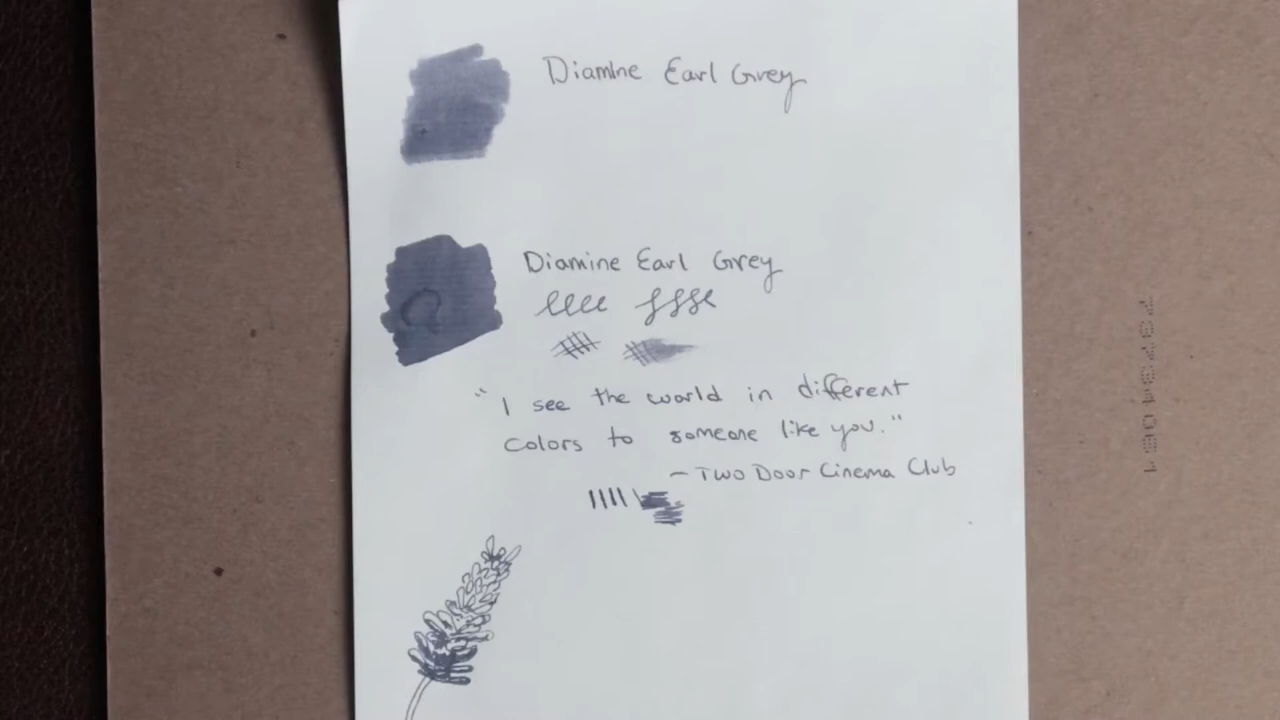 Diamine Earl Grey
Diamine Earl Grey
"I see the world in different
colors to someone like you."
– Two Door Cinema Club